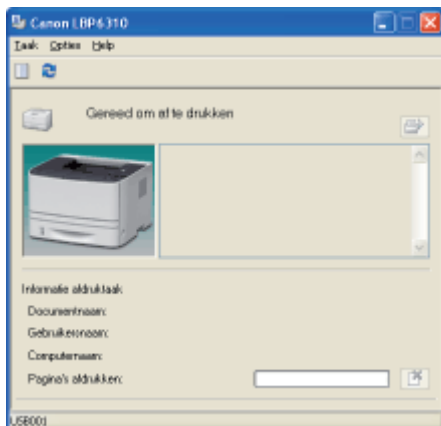 Canon LBP6310
Taak Opties Help
Gereed om af te drukken
Informatie afdruktaak
Documentnaam:
Gebruikersnaam:
Computernaam:
Pagina's afdrukken:
USB001